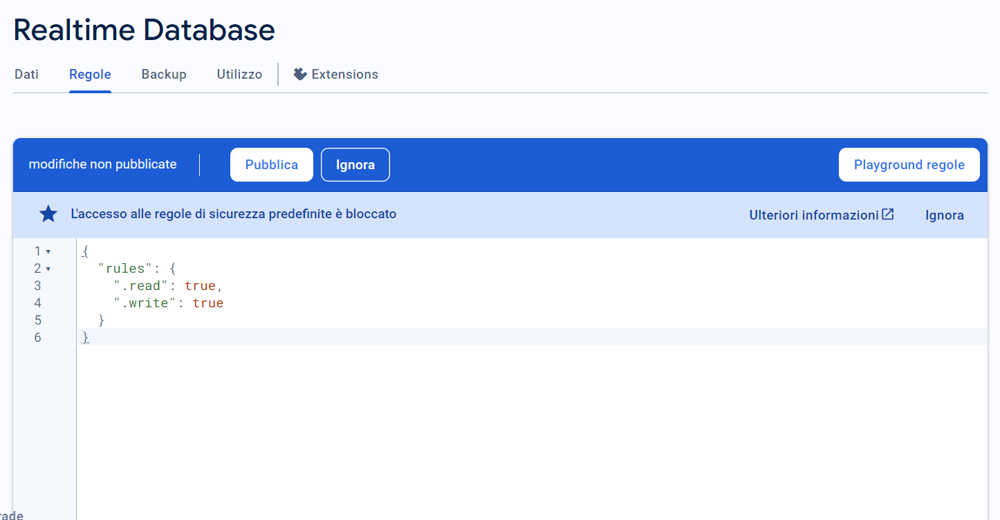 Realtime Database
Dati Regole Backup Utilizzo Extensions
modifiche non pubblicate Pubblica Ignora Playground regole
L'accesso alle regole di sicurezza predefinite è bloccato Ulteriori informazioni Ignora
1 {
2 "rules": {
3 ".read": true,
4 ".write": true
5 }
6 }